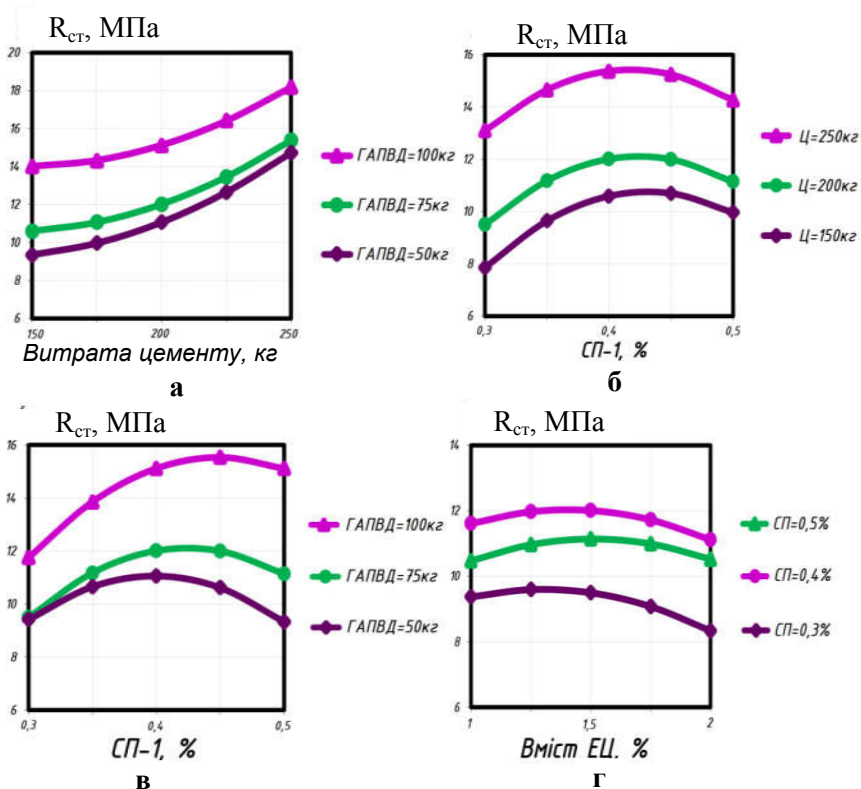 R_ст, МПа
20
18
16
14
12
10
8
6
150
200
250
Витрата цементу, кг
ГАПВД=100кг
ГАПВД=75кг
ГАПВД=50кг
а
R_ст, МПа
16
14
12
10
8
6
0,3
0,4
0,5
СП-1, %
Ц=250кг
Ц=200кг
Ц=150кг
б
R_ст, МПа
16
14
12
10
8
6
0,3
0,4
0,5
СП-1, %
ГАПВД=100кг
ГАПВД=75кг
ГАПВД=50кг
в
R_ст, МПа
14
12
10
8
6
1
1,5
2
Вміст ЕЦ. %
СП=0,5%
СП=0,4%
СП=0,3%
г